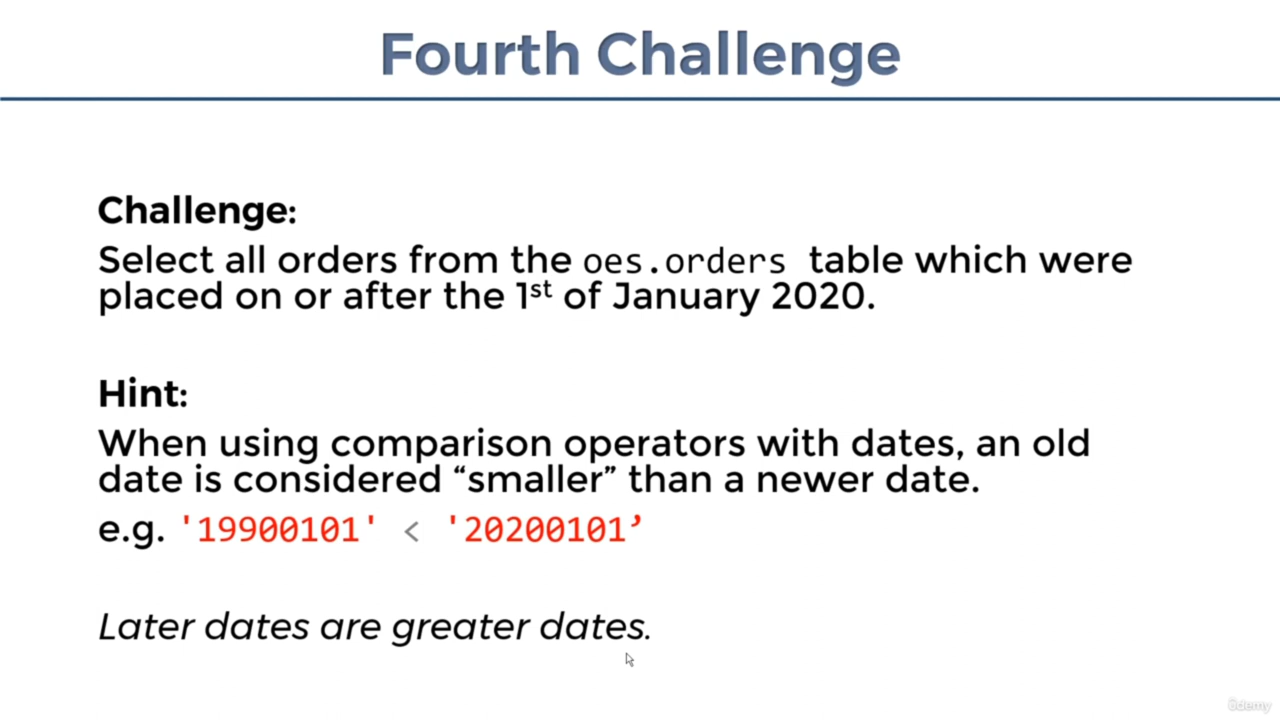 Fourth Challenge
Challenge:
Select all orders from the oes.orders table which were
placed on or after the 1st of January 2020.
Hint:
When using comparison operators with dates, an old
date is considered “smaller” than a newer date.
e.g. '19900101' < '20200101’
Later dates are greater dates.
ûdemy